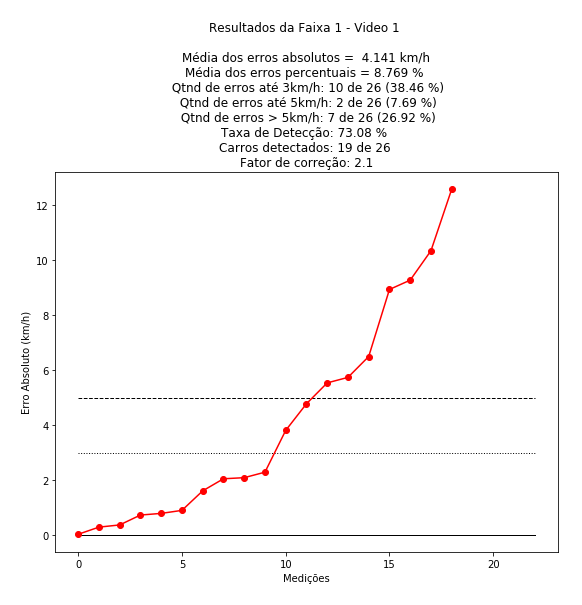 Resultados da Faixa 1 - Video 1
Média dos erros absolutos =  4.141 km/h
Média dos erros percentuais = 8.769 %
Qtnd de erros até 3km/h: 10 de 26 (38.46 %)
Qtnd de erros até 5km/h: 2 de 26 (7.69 %)
Qtnd de erros > 5km/h: 7 de 26 (26.92 %)
Taxa de Detecção: 73.08 %
Carros detectados: 19 de 26
Fator de correção: 2.1
12
10
8
6
4
2
0
Erro Absoluto (km/h)
0 5 10 15 20
Medições